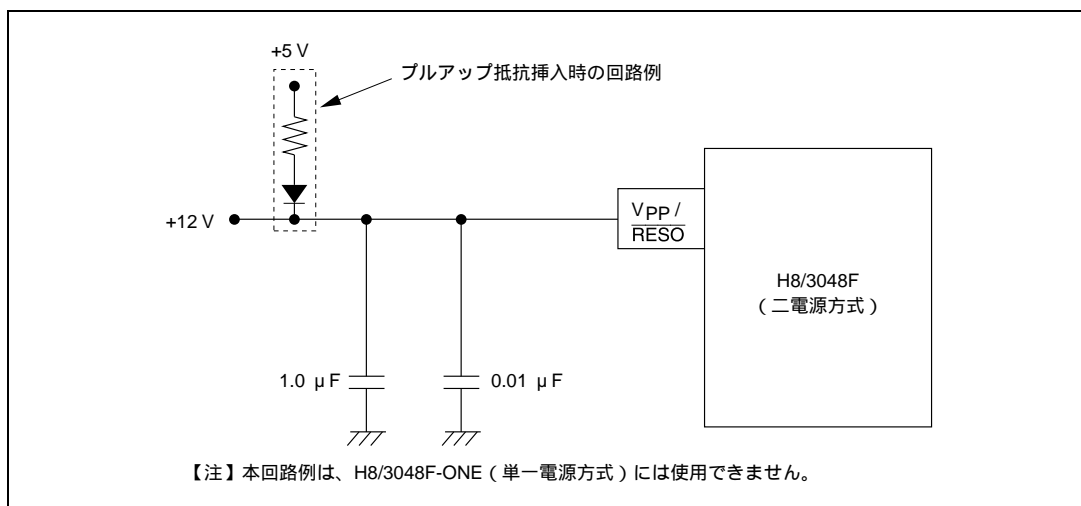 +5 V
プルアップ抵抗挿入時の回路例
+12 V
VPP /
RESO
H8/3048F
（二電源方式）
1.0 μF
0.01 μF
【注】本回路例は、H8/3048F-ONE（単一電源方式）には使用できません。